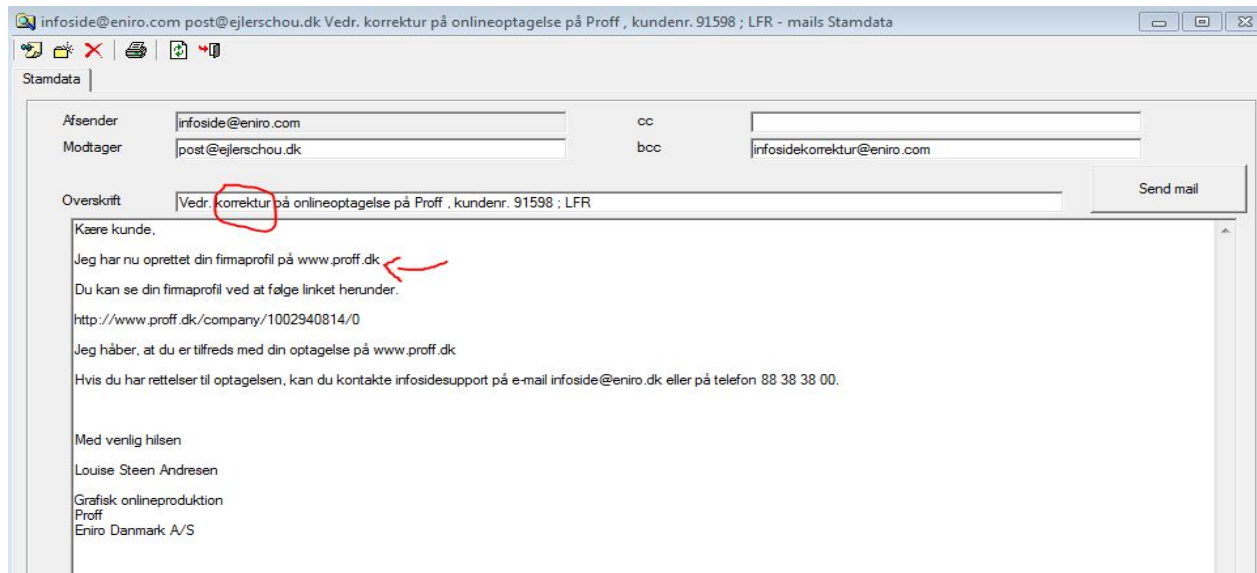 infoside@eniro.com post@ejlerschou.dk Vedr. korrektur på onlineoptagelse på Proff , kundenr. 91598 ; LFR - mails Stamdata
Stamdata
Afsender infoside@eniro.com cc
Modtager post@ejlerschou.dk bcc infosidekorrektur@eniro.com
Send mail
Overskrift Vedr. korrektur på onlineoptagelse på Proff , kundenr. 91598 ; LFR
Kære kunde,
Jeg har nu oprettet din firmaprofil på www.proff.dk
Du kan se din firmaprofil ved at følge linket herunder.
http://www.proff.dk/company/1002940814/0
Jeg håber, at du er tilfreds med din optagelse på www.proff.dk
Hvis du har rettelser til optagelsen, kan du kontakte infosidesupport på e-mail infoside@eniro.dk eller på telefon 88 38 38 00.
Med venlig hilsen
Louise Steen Andresen
Grafisk onlineproduktion
Proff
Eniro Danmark A/S